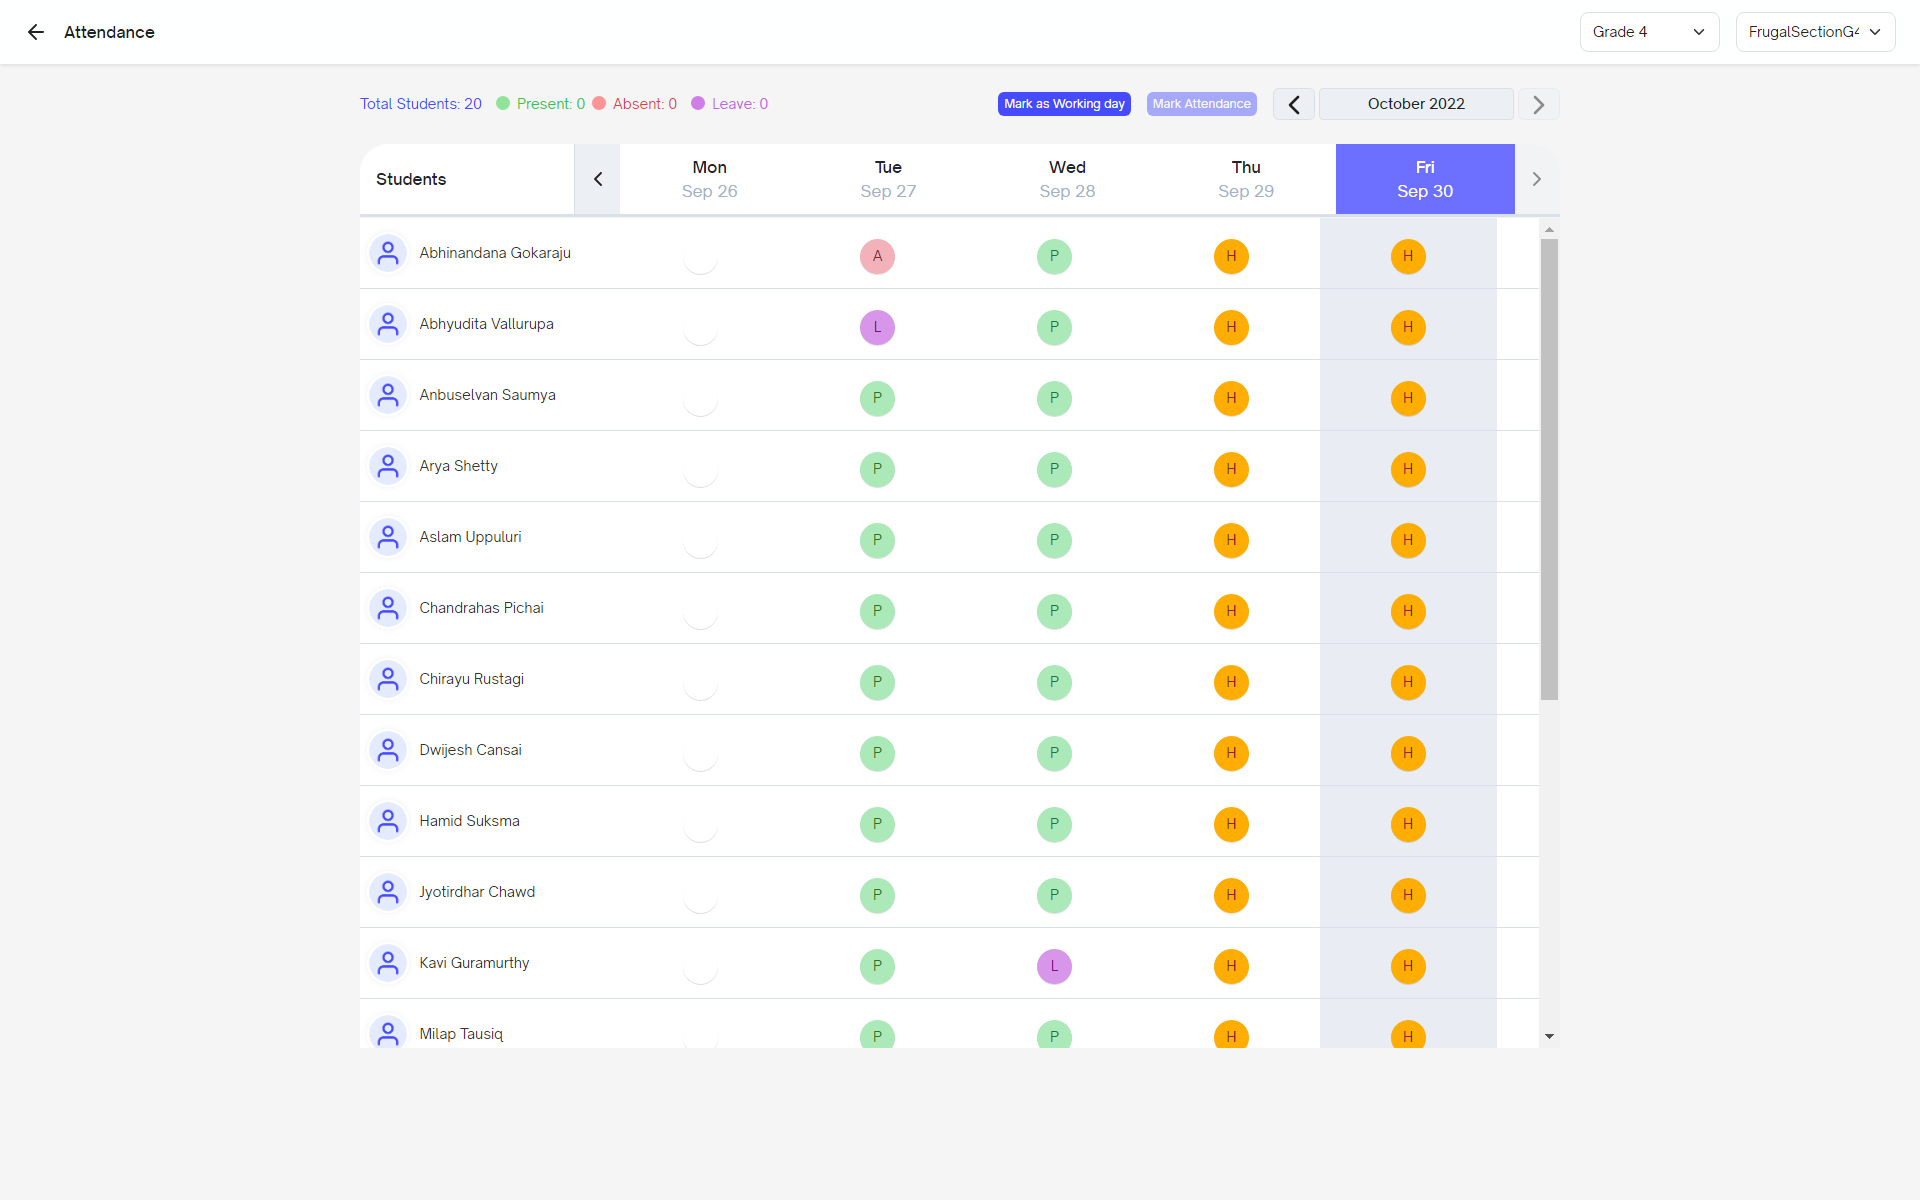 Attendance
Grade 4
FrugalSectionG4
Total Students: 20 Present: 0 Absent: 0 Leave: 0
Mark as Working day
Mark Attendance
October 2022
Students
Mon Tue Wed Thu Fri
Sep 26 Sep 27 Sep 28 Sep 29 Sep 30
Abhinandana Gokaraju A P H H
Abhyudita Vallurupa L P H H
Anbuselvan Saumya P P H H
Arya Shetty P P H H
Aslam Uppuluri P P H H
Chandrahas Pichai P P H H
Chirayu Rustagi P P H H
Dwijesh Cansai P P H H
Hamid Suksma P P H H
Jyotirdhar Chawd P P H H
Kavi Guramurthy P L H H
Milap Tausiq P P H H